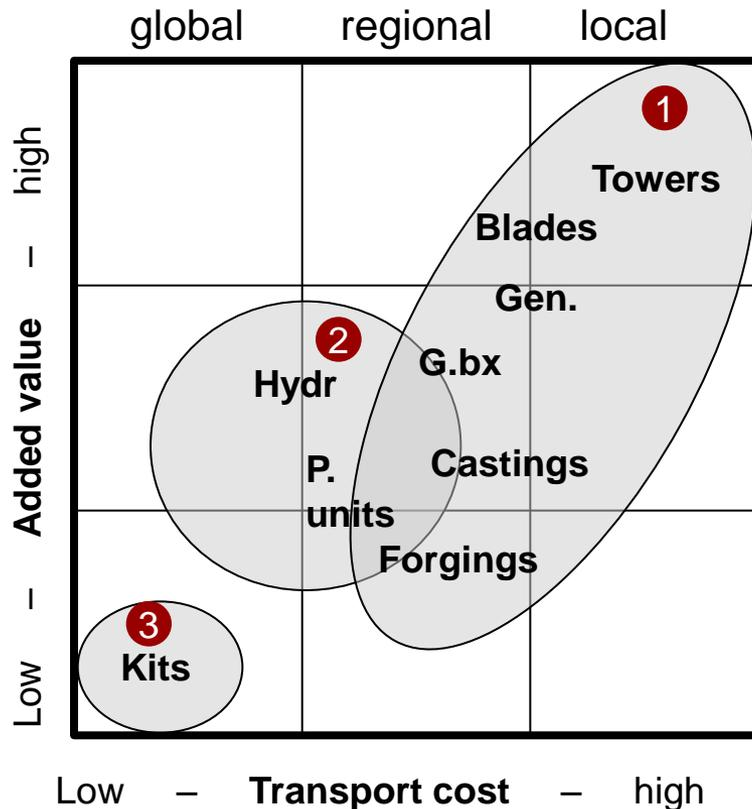 global regional local
high
–
Added value
–
Low
1
Towers
Blades
Gen.
2
G.bx
Hydr
Castings
P.
units
Forgings
3
Kits
Low – Transport cost – high